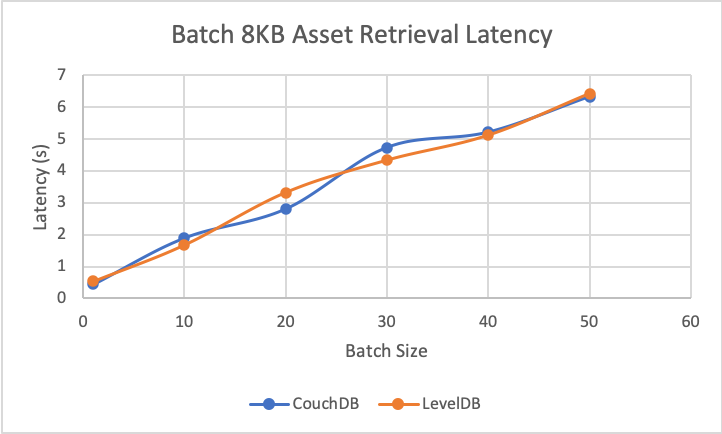 Batch 8KB Asset Retrieval Latency
7
6
5
4
3
2
1
0
Latency (s)
0 10 20 30 40 50 60
Batch Size
CouchDB LevelDB